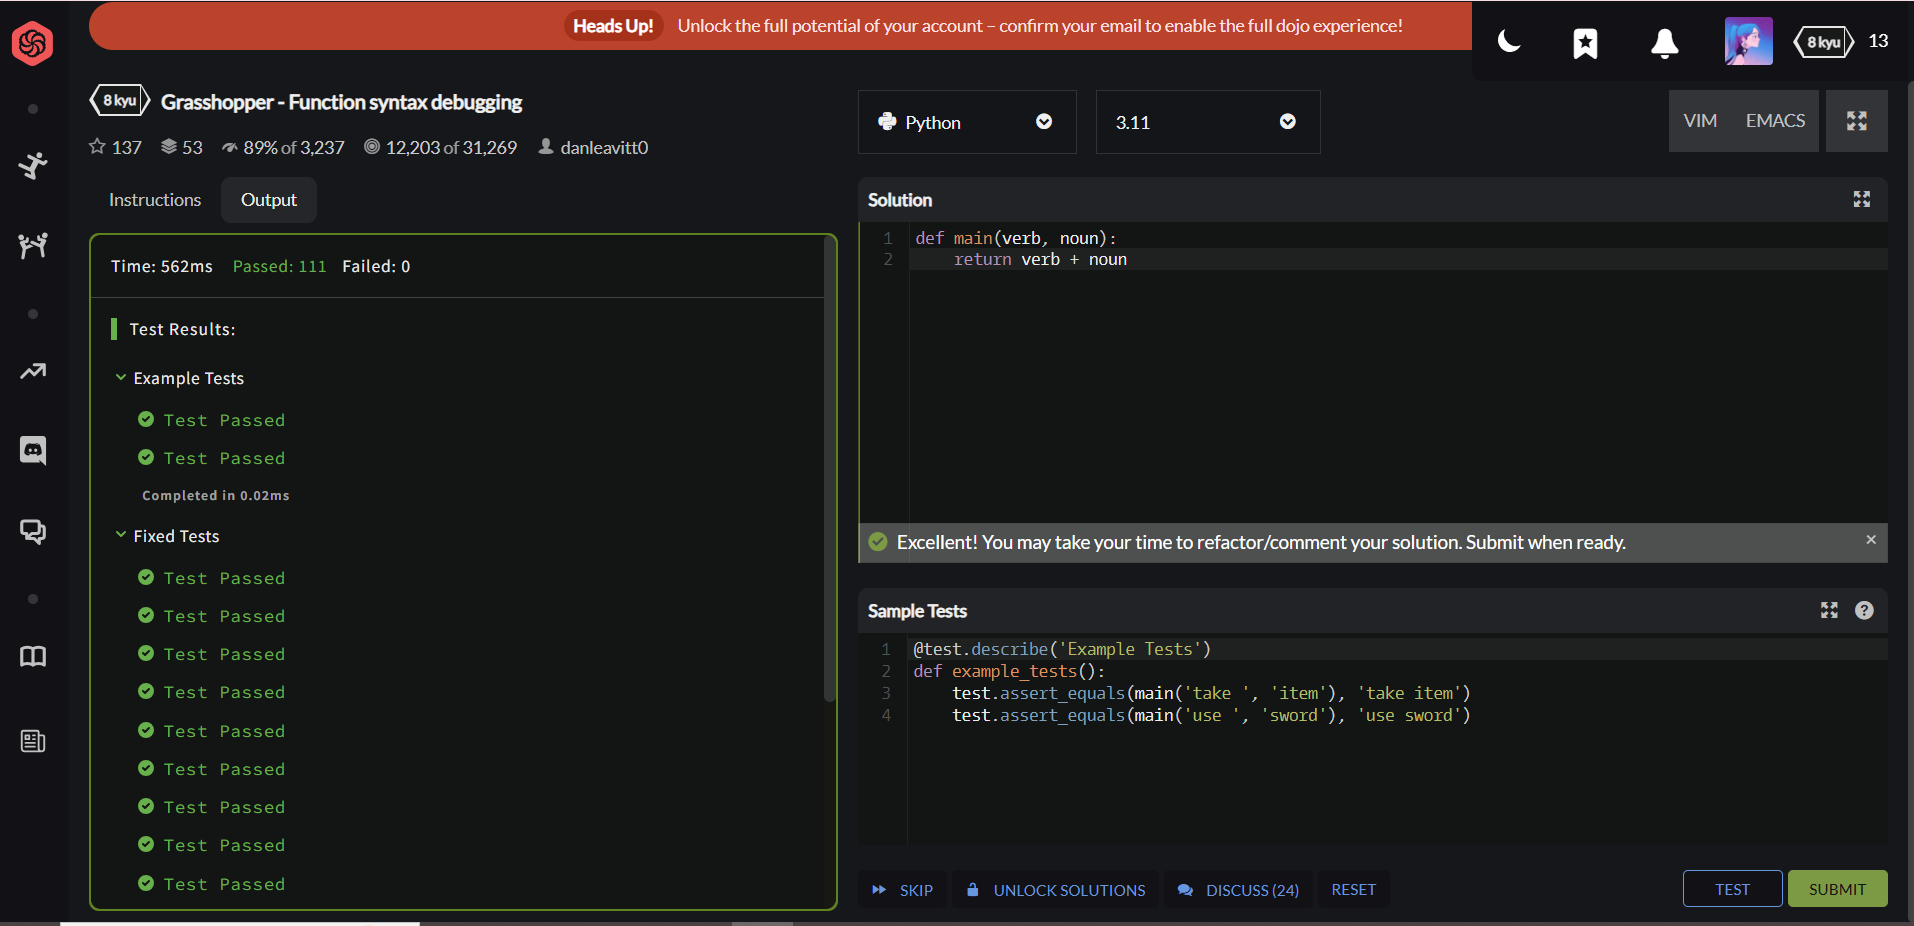 Heads Up! Unlock the full potential of your account – confirm your email to enable the full dojo experience!
8 kyu 13
8 kyu Grasshopper - Function syntax debugging
137 53 89% of 3,237 12,203 of 31,269 danleavitt0
Python 3.11 VIM EMACS
Instructions Output
Time: 562ms Passed: 111 Failed: 0
Test Results:
Example Tests
Test Passed
Test Passed
Completed in 0.02ms
Fixed Tests
Test Passed
Test Passed
Test Passed
Test Passed
Test Passed
Test Passed
Test Passed
Test Passed
Test Passed
Solution
1 def main(verb, noun):
2     return verb + noun
Excellent! You may take your time to refactor/comment your solution. Submit when ready. ×
Sample Tests ?
1 @test.describe('Example Tests')
2 def example_tests():
3     test.assert_equals(main('take ', 'item'), 'take item')
4     test.assert_equals(main('use ', 'sword'), 'use sword')
SKIP UNLOCK SOLUTIONS DISCUSS (24) RESET TEST SUBMIT